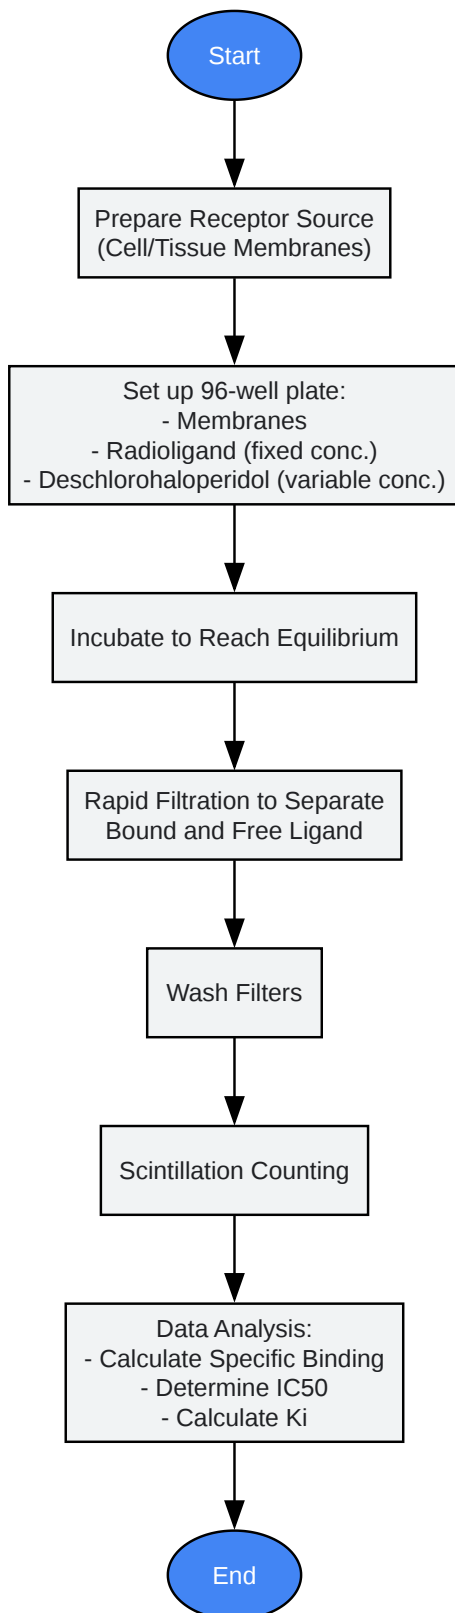 Start
Prepare Receptor Source
(Cell/Tissue Membranes)
Set up 96-well plate:
- Membranes
- Radioligand (fixed conc.)
- Deschlorohaloperidol (variable conc.)
Incubate to Reach Equilibrium
Rapid Filtration to Separate
Bound and Free Ligand
Wash Filters
Scintillation Counting
Data Analysis:
- Calculate Specific Binding
- Determine IC50
- Calculate Ki
End